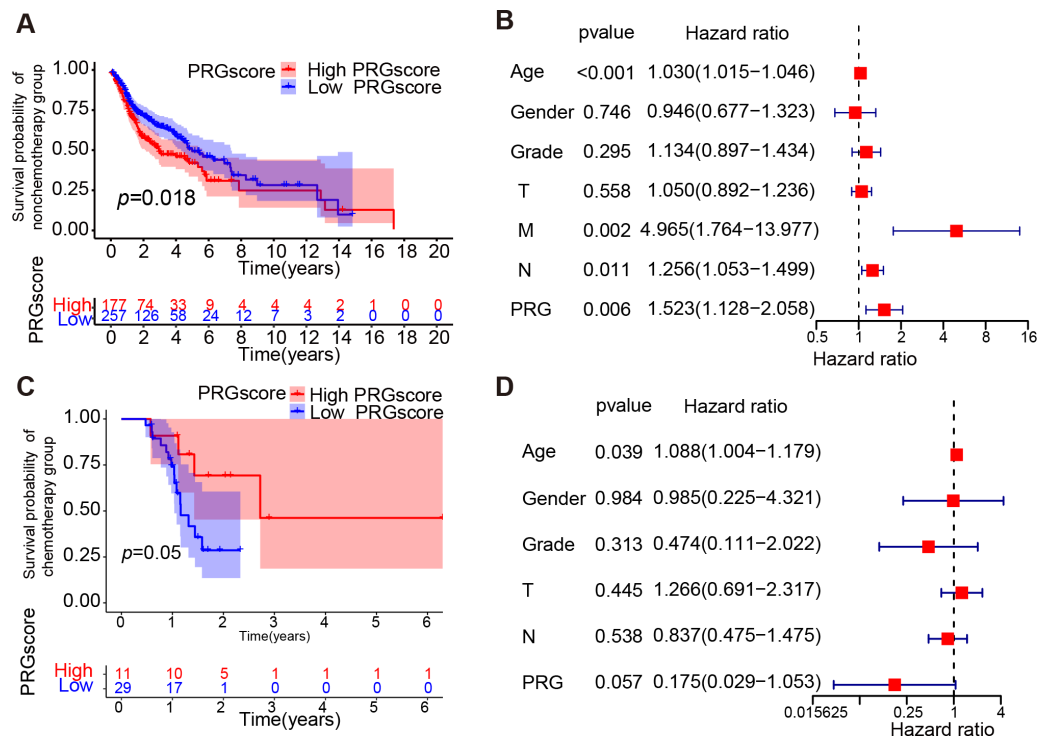 A
PRGscore High PRGscore
Low PRGscore
Survival probability of
nonchemotherapy group
1.00
0.75
0.50
0.25
0.00
p=0.018
0 2 4 6 8 10 12 14 16 18 20
Time(years)
PRGscore
High 177 74 33 9 4 4 4 2 1 0 0
Low 257 126 58 24 12 7 3 2 0 0 0
0 2 4 6 8 10 12 14 16 18 20
Time(years)
B
pvalue Hazard ratio
Age <0.001 1.030(1.015−1.046)
Gender 0.746 0.946(0.677−1.323)
Grade 0.295 1.134(0.897−1.434)
T 0.558 1.050(0.892−1.236)
M 0.002 4.965(1.764−13.977)
N 0.011 1.256(1.053−1.499)
PRG 0.006 1.523(1.128−2.058)
0.5 1 2 4 8 16
Hazard ratio
C
PRGscore High PRGscore
Low PRGscore
Survival probability of
chemotherapy group
1.00
0.75
0.50
0.25
0.00
p=0.05
0 1 2 3 4 5 6
Time(years)
PRGscore
High 11 10 5 1 1 1 1
Low 29 17 1 0 0 0 0
0 1 2 3 4 5 6
Time(years)
D
pvalue Hazard ratio
Age 0.039 1.088(1.004−1.179)
Gender 0.984 0.985(0.225−4.321)
Grade 0.313 0.474(0.111−2.022)
T 0.445 1.266(0.691−2.317)
N 0.538 0.837(0.475−1.475)
PRG 0.057 0.175(0.029−1.053)
0.015625 0.25 1 4
Hazard ratio